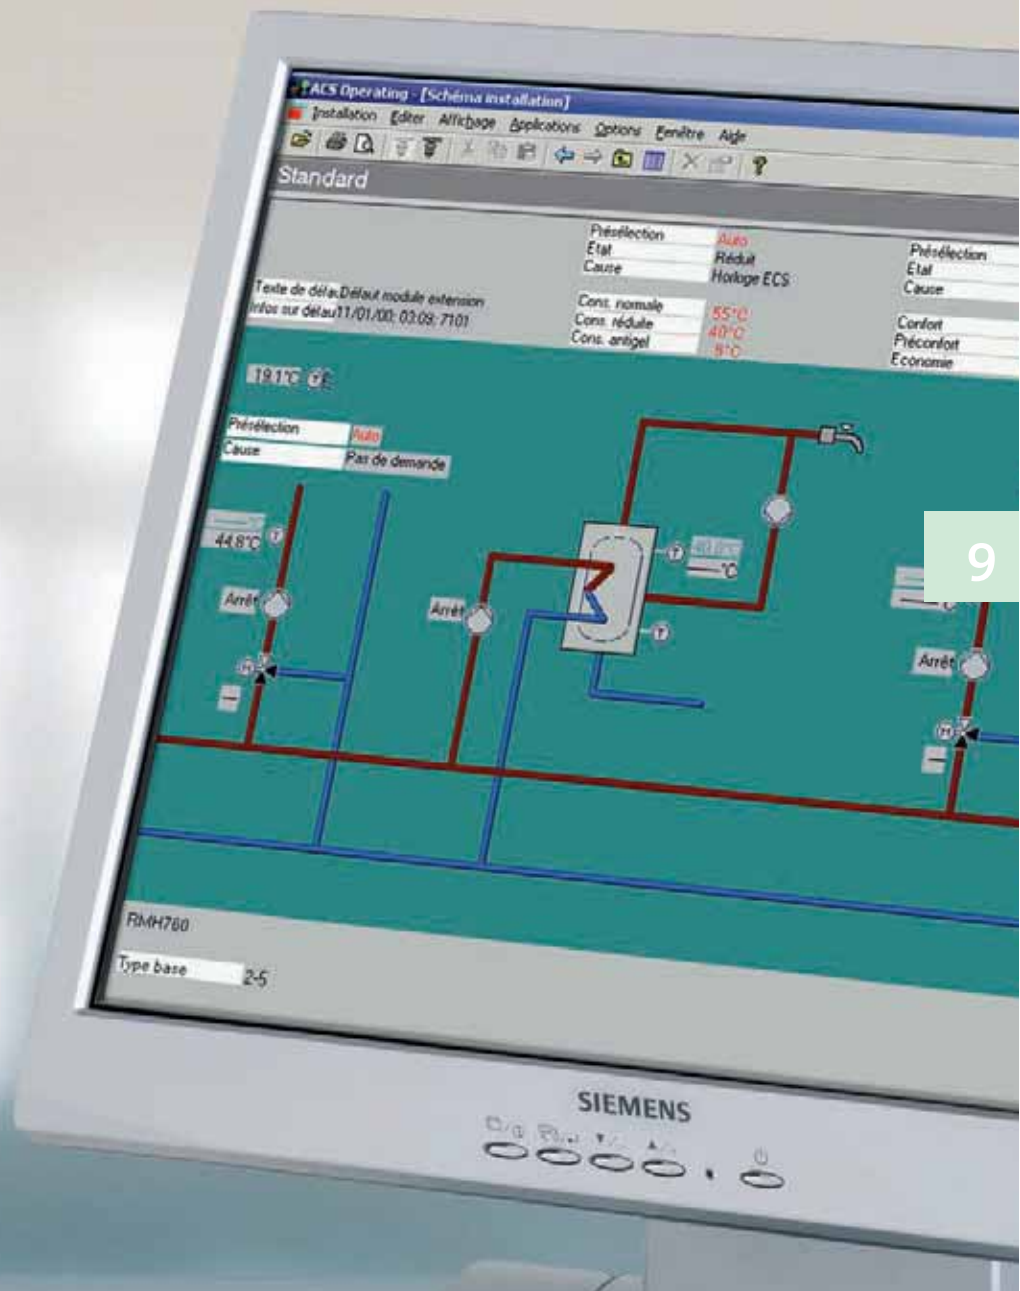 ACS Operating - [Schéma installation]
Installation Editer Affichage Applications Options Fenêtre Aide
Standard
Présélection Auto
Etat Réduit
Cause Horloge ECS
Présélection
Etat
Cause
Texte de défau Défaut module extension
Infos sur défau 11/01/00; 03:09; 7101
Cons. normale 55°C
Cons. réduite 40°C
Cons. antigel 8°C
Confort
Préconfort
Economie
19.1°C T
Présélection Auto
Cause Pas de demande
°C
44.8°C T
Arrêt
M
Arrêt
T
°C
T
9
°C
Arrêt
M
RMH760
Type base 2-5
SIEMENS